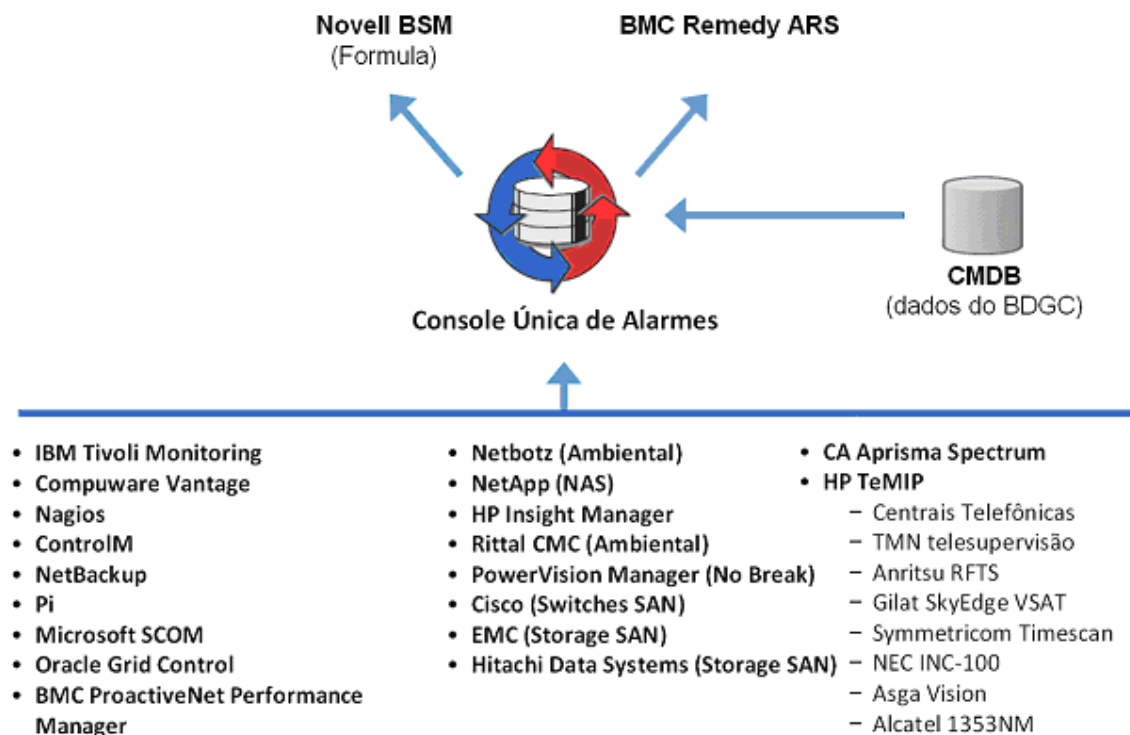 Novell BSM
(Formula)
BMC Remedy ARS
CMDB
(dados do BDGC)
Console Única de Alarmes
• IBM Tivoli Monitoring
• Compuware Vantage
• Nagios
• ControlM
• NetBackup
• Pi
• Microsoft SCOM
• Oracle Grid Control
• BMC ProactiveNet Performance
Manager
• Netbotz (Ambiental)
• NetApp (NAS)
• HP Insight Manager
• Rittal CMC (Ambiental)
• PowerVision Manager (No Break)
• Cisco (Switches SAN)
• EMC (Storage SAN)
• Hitachi Data Systems (Storage SAN)
• CA Aprisma Spectrum
• HP TeMIP
– Centrais Telefônicas
– TMN telesupervisão
– Anritsu RFTS
– Gilat SkyEdge VSAT
– Symmetricom Timescan
– NEC INC-100
– Asga Vision
– Alcatel 1353NM